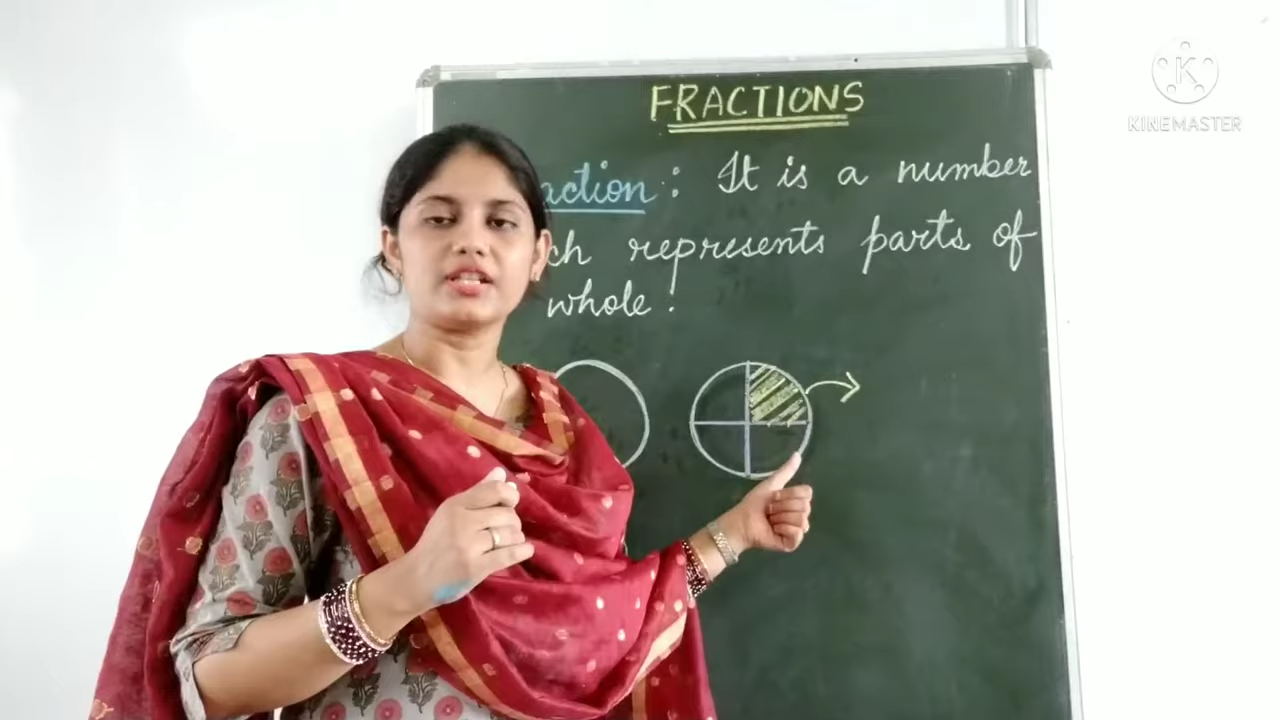 FRACTIONS
action : It is a number
ch represents parts of
whole .
KINEMASTER